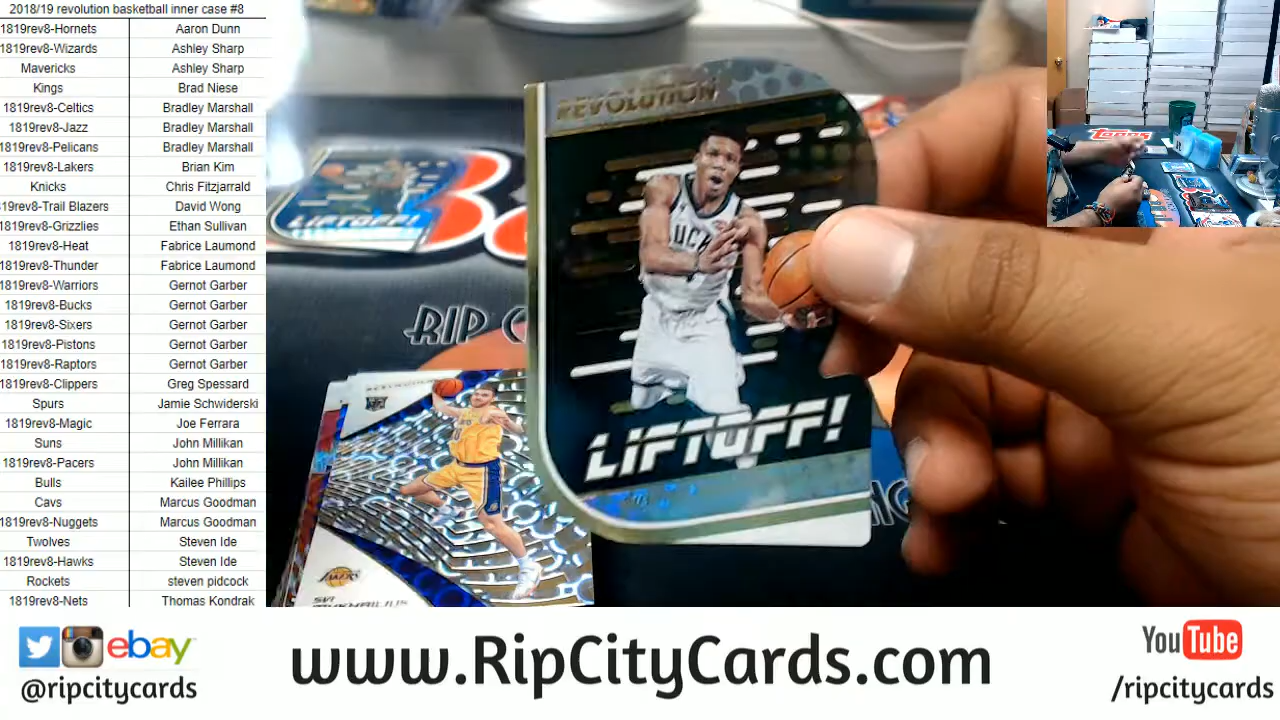 2018/19 revolution basketball inner case #8
1819rev8-Hornets Aaron Dunn
1819rev8-Wizards Ashley Sharp
Mavericks Ashley Sharp
Kings Brad Niese
1819rev8-Celtics Bradley Marshall
1819rev8-Jazz Bradley Marshall
1819rev8-Pelicans Bradley Marshall
1819rev8-Lakers Brian Kim
Knicks Chris Fitzjarrald
819rev8-Trail Blazers David Wong
1819rev8-Grizzlies Ethan Sullivan
1819rev8-Heat Fabrice Laumond
1819rev8-Thunder Fabrice Laumond
1819rev8-Warriors Gernot Garber
1819rev8-Bucks Gernot Garber
1819rev8-Sixers Gernot Garber
1819rev8-Pistons Gernot Garber
1819rev8-Raptors Gernot Garber
1819rev8-Clippers Greg Spessard
Spurs Jamie Schwiderski
1819rev8-Magic Joe Ferrara
Suns John Millikan
1819rev8-Pacers John Millikan
Bulls Kailee Phillips
Cavs Marcus Goodman
1819rev8-Nuggets Marcus Goodman
Twolves Steven Ide
1819rev8-Hawks Steven Ide
Rockets steven pidcock
1819rev8-Nets Thomas Kondrak
REVOLUTION
LIFTOFF!
LIFTOFF!
RIP
LAKERS
SVI
topps
ebay
@ripcitycards
www.RipCityCards.com
YouTube
/ripcitycards